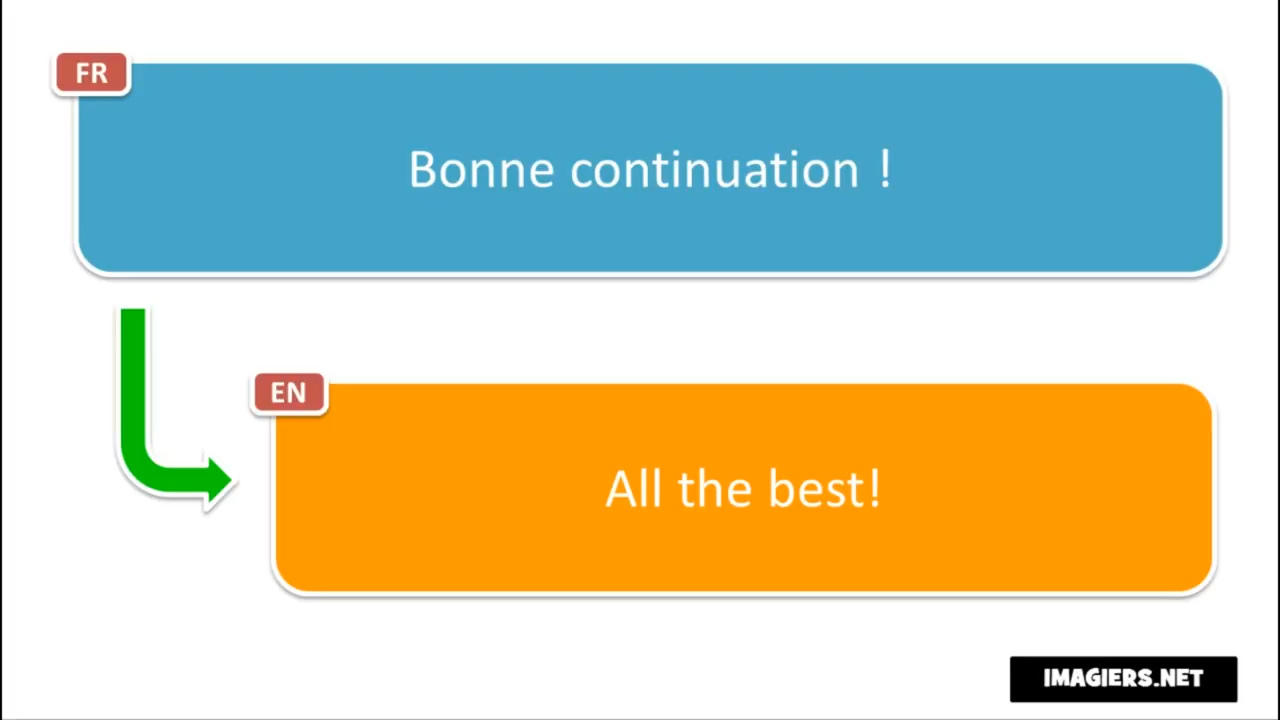 FR
Bonne continuation !
EN
All the best!
IMAGIERS.NET